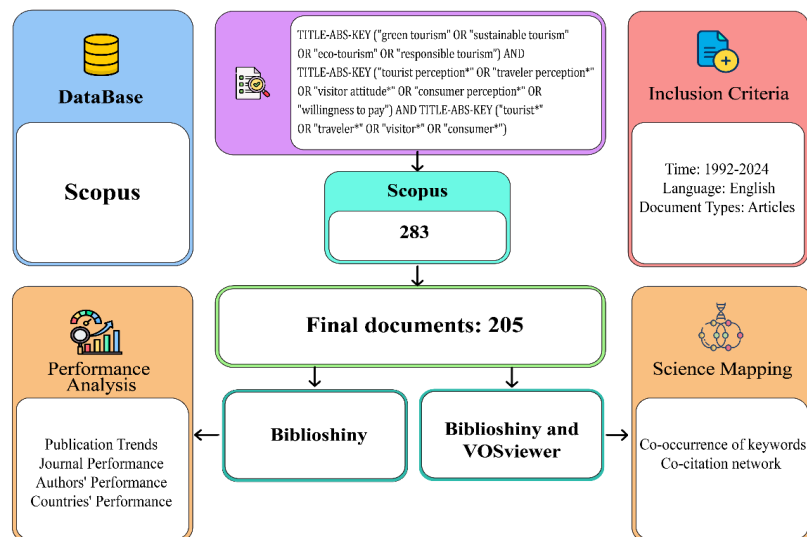 DataBase
Scopus
TITLE-ABS-KEY ("green tourism" OR "sustainable tourism"
OR "eco-tourism" OR "responsible tourism") AND
TITLE-ABS-KEY ("tourist perception*" OR "traveler perception*"
OR "visitor attitude*" OR "consumer perception*" OR
"willingness to pay") AND TITLE-ABS-KEY ("tourist*"
OR "traveler*" OR "visitor*" OR "consumer*")
Inclusion Criteria
Time: 1992-2024
Language: English
Document Types: Articles
Scopus
283
Final documents: 205
Performance
Analysis
Publication Trends
Journal Performance
Authors' Performance
Countries' Performance
Biblioshiny
Biblioshiny and
VOSviewer
Science Mapping
Co-occurrence of keywords
Co-citation network